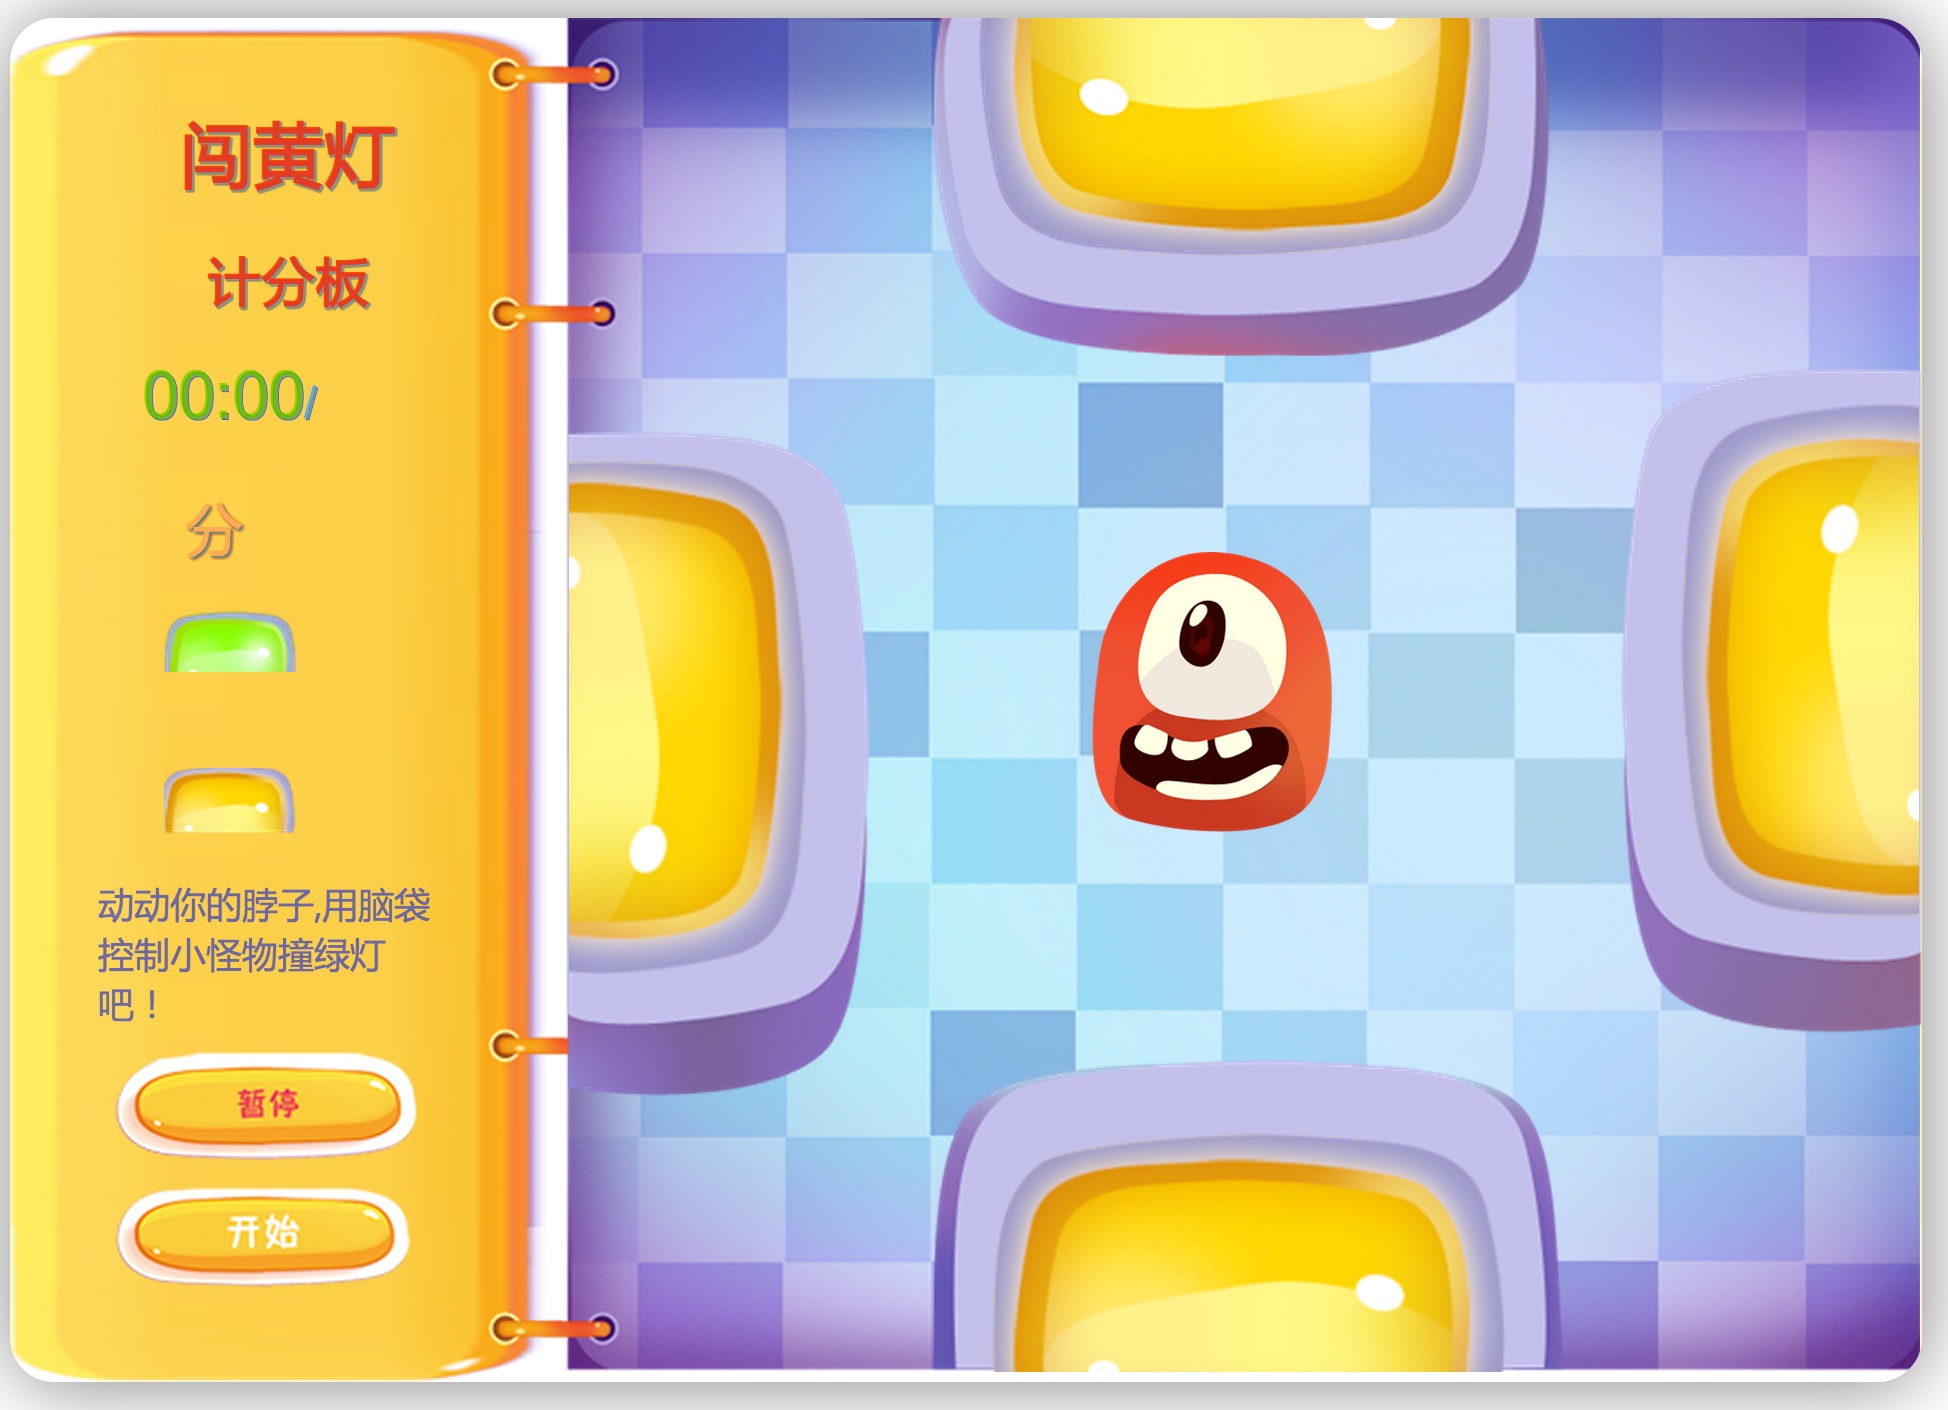 闯黄灯
计分板
00:00/
分
动动你的脖子,用脑袋
控制小怪物撞绿灯
吧！
暂停
开始